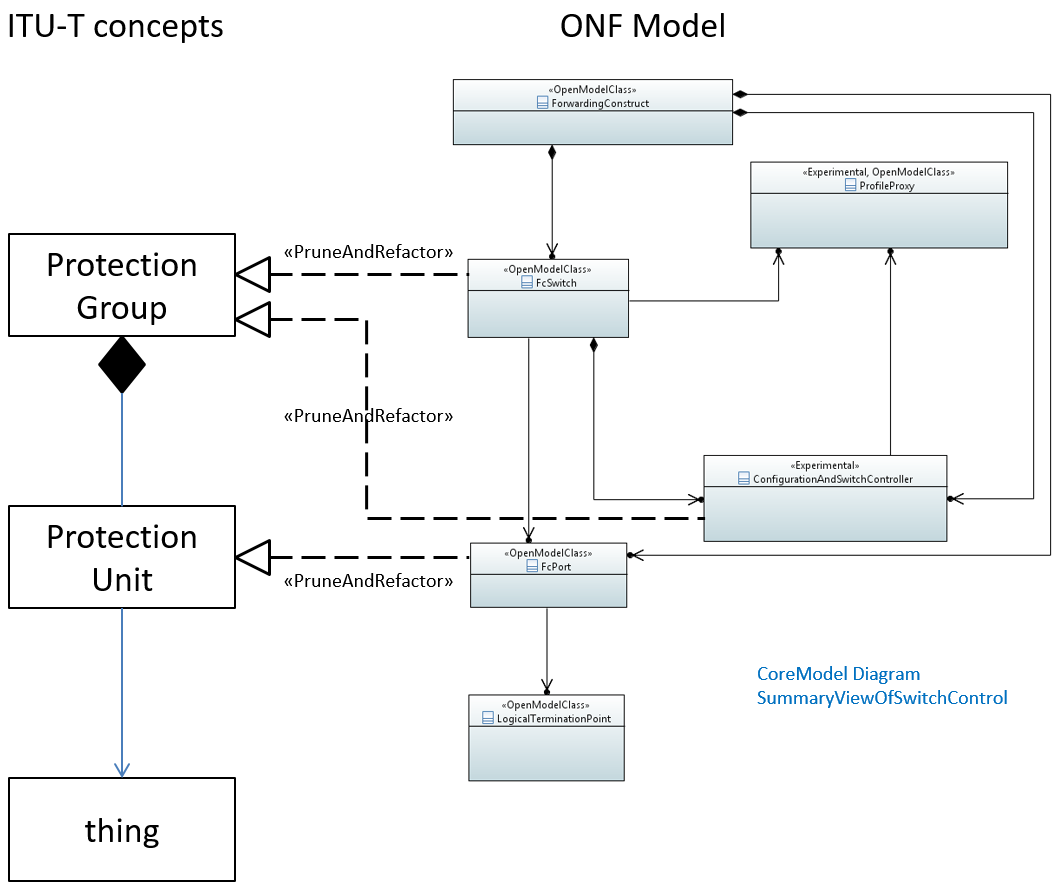 ITU-T concepts
ONF Model
«OpenModelClass»
ForwardingConstruct
«Experimental, OpenModelClass»
ProfileProxy
Protection
Group
«PruneAndRefactor»
«OpenModelClass»
FcSwitch
«PruneAndRefactor»
«Experimental»
ConfigurationAndSwitchController
Protection
Unit
«PruneAndRefactor»
«OpenModelClass»
FcPort
CoreModel Diagram
SummaryViewOfSwitchControl
«OpenModelClass»
LogicalTerminationPoint
thing